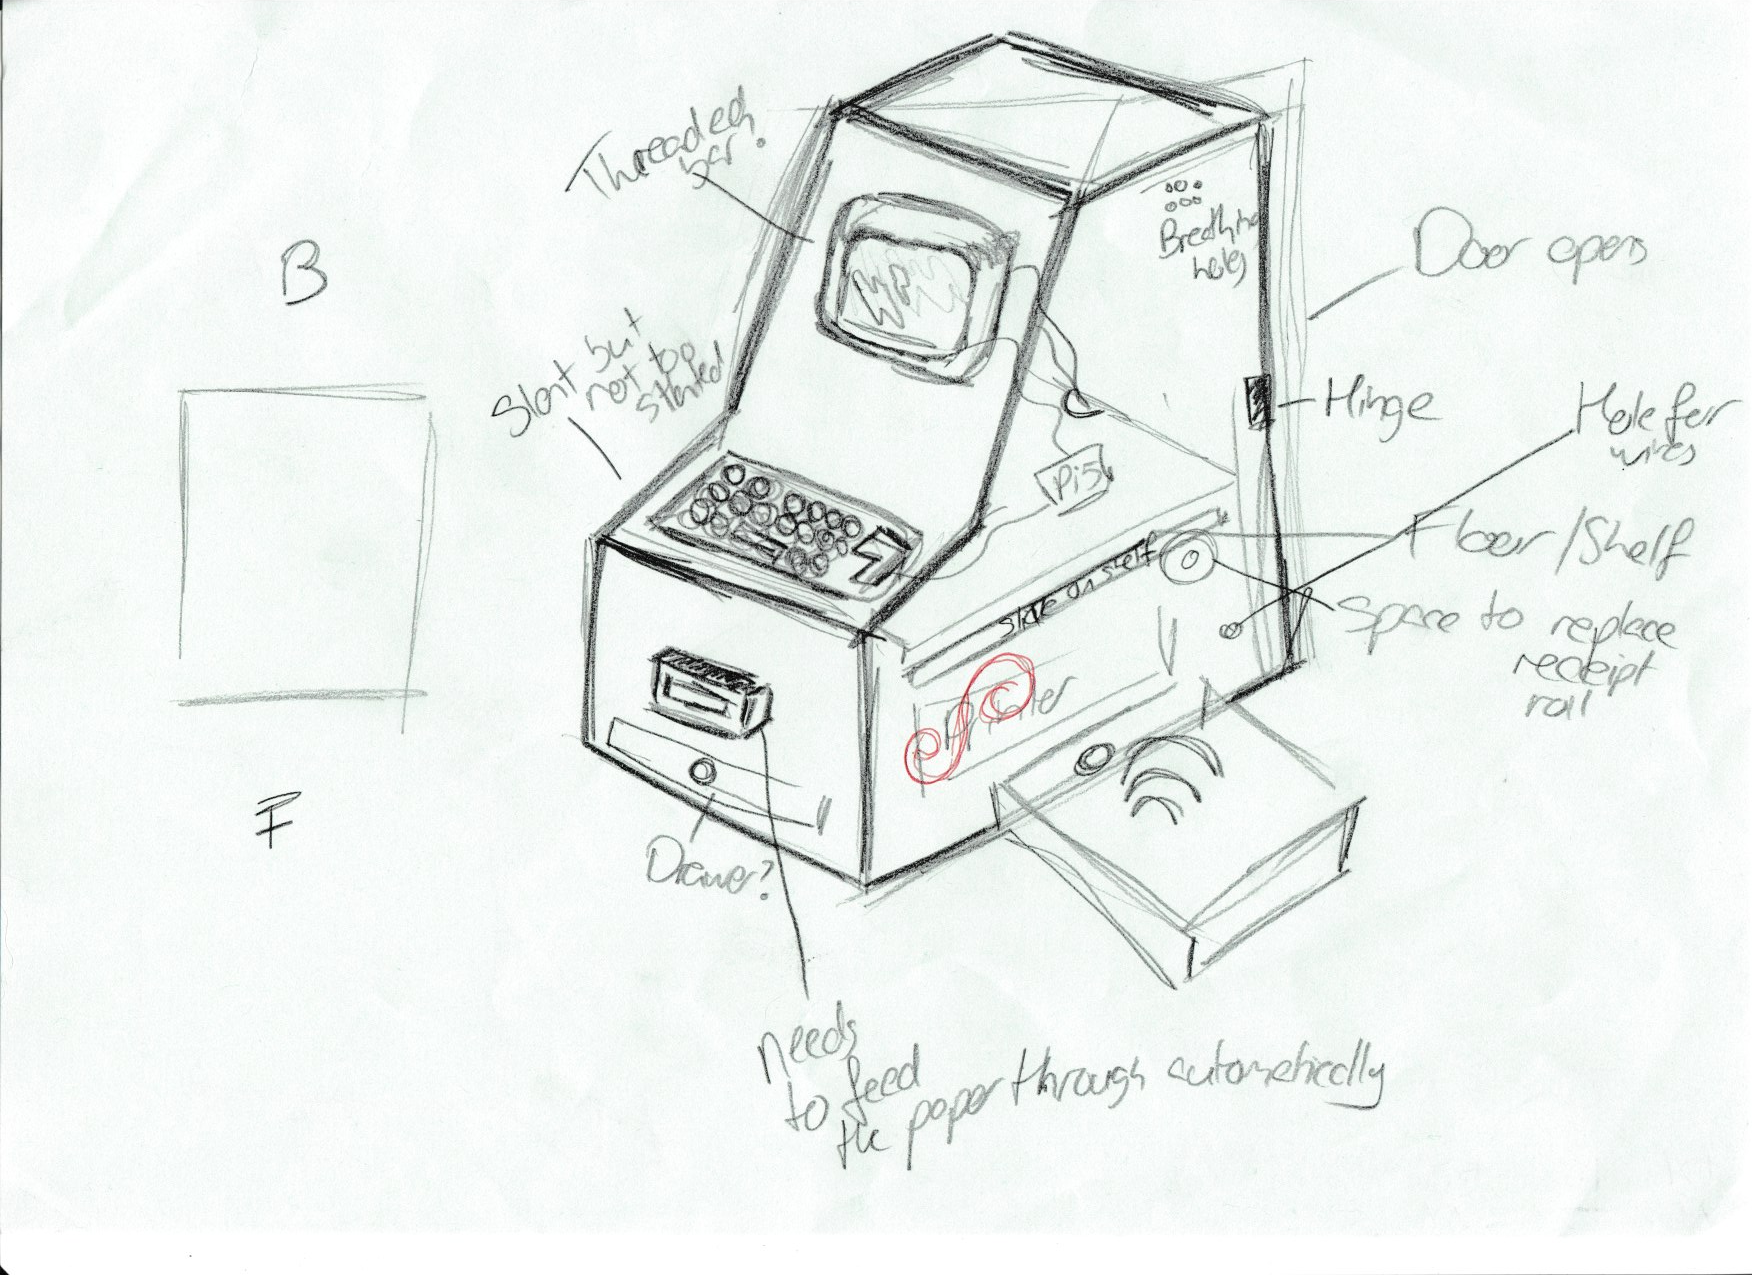 Threaded
bar?
B
Breathing
holes
Door opens
Slant but
not too
slanted
Hinge
Hole for
wires
Pi5
Floor/Shelf
Slide on shelf
Space to replace
receipt
roll
Printer
F
Drawer?
needs
to feed
the paper through automatically